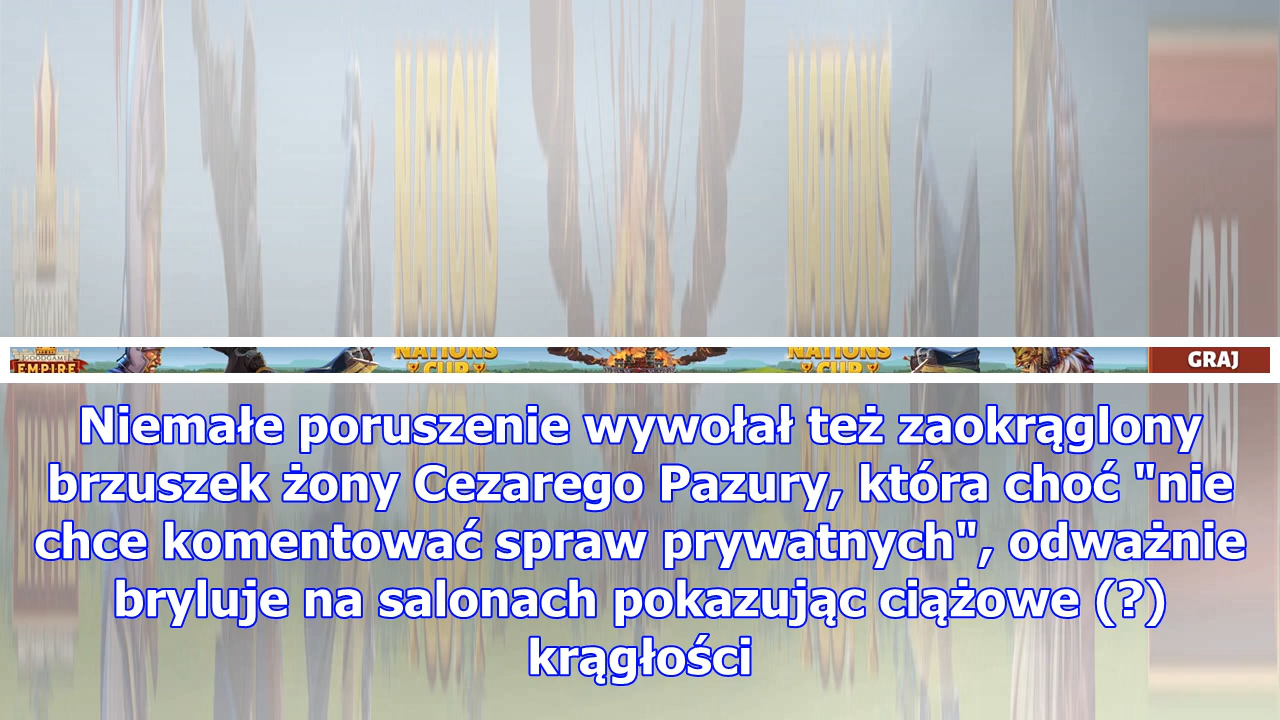 GOODGAME
EMPIRE
NATIONS
CUP
NATIONS
CUP
GRAJ
Niemałe poruszenie wywołał też zaokrąglony
brzuszek żony Cezarego Pazury, która choć "nie
chce komentować spraw prywatnych", odważnie
bryluje na salonach pokazując ciążowe (?)
krągłości